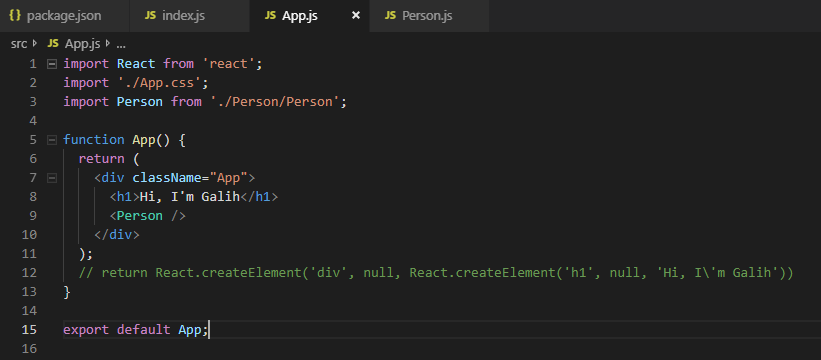 {} package.json JS index.js JS App.js × JS Person.js
src > JS App.js > ...
1 import React from 'react';
2 import './App.css';
3 import Person from './Person/Person';
4
5 function App() {
6 return (
7 <div className="App">
8 <h1>Hi, I'm Galih</h1>
9 <Person />
10 </div>
11 );
12 // return React.createElement('div', null, React.createElement('h1', null, 'Hi, I\'m Galih'))
13 }
14
15 export default App;
16